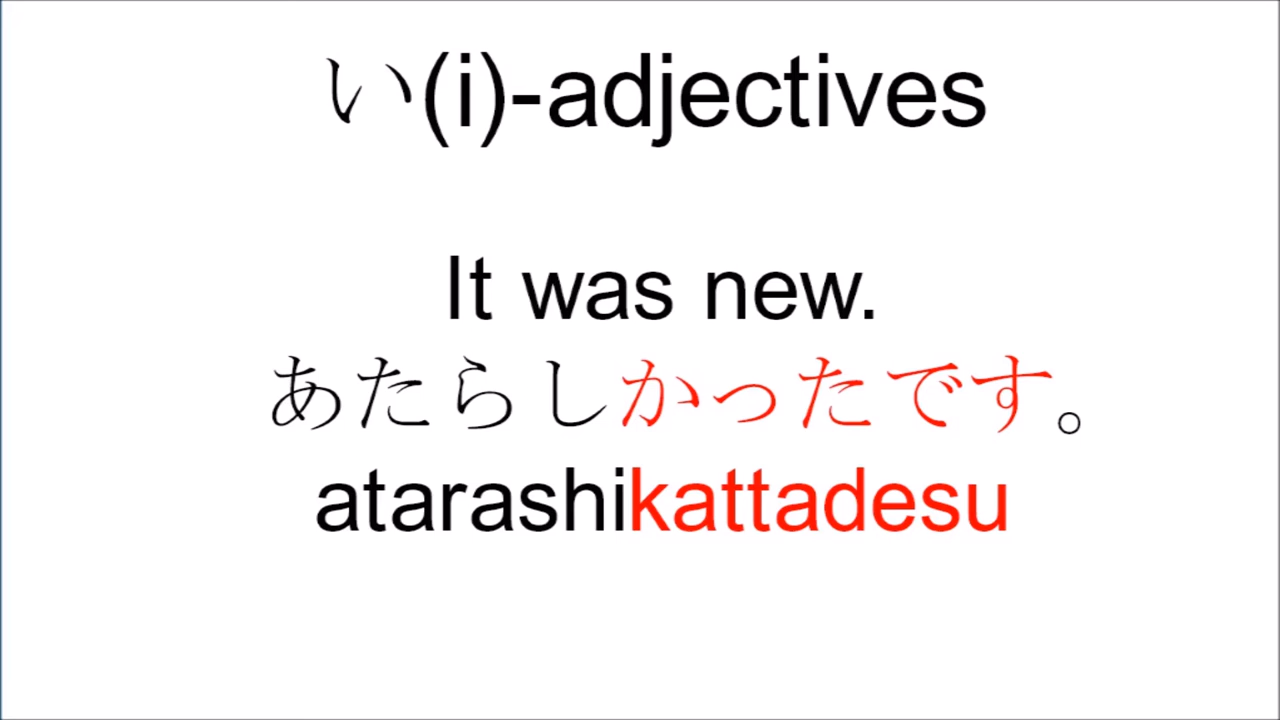 い(i)-adjectives
It was new.
あたらしかったです。
atarashikattadesu